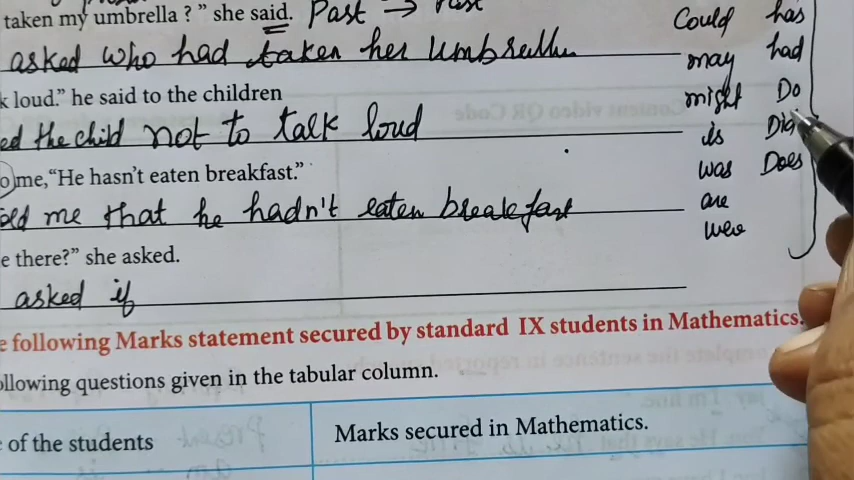 taken my umbrella ? " she said. Past → Past
asked who had taken her umbrella
k loud." he said to the children
ed the child not to talk loud
o me, "He hasn't eaten breakfast."
old me that he hadn't eaten breakfast
e there?" she asked.
asked if
Could has
may had
might Do
is Did
was Does
are
were
e following Marks statement secured by standard IX students in Mathematics.
ollowing questions given in the tabular column.
of the students
Marks secured in Mathematics.